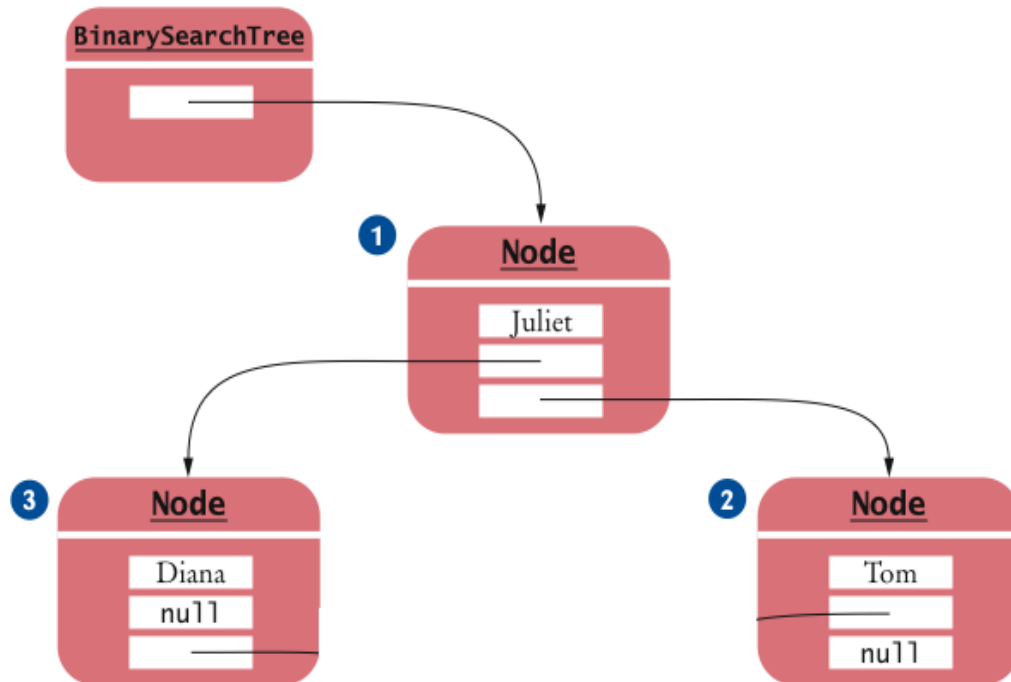 BinarySearchTree
1
Node
Juliet
3
Node
Diana
null
2
Node
Tom
null